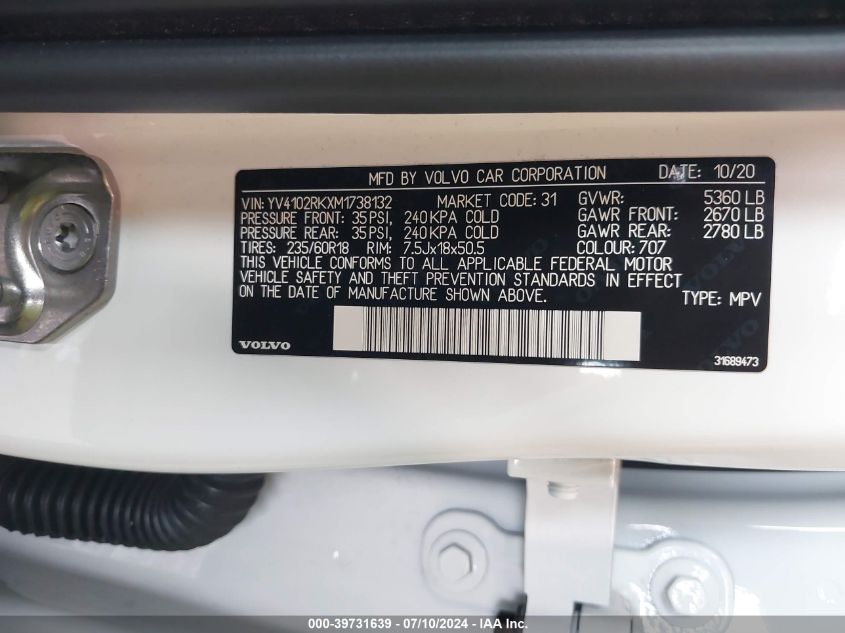 MFD BY VOLVO CAR CORPORATION DATE: 10/20
VIN: YV4102RKXM1738132 MARKET CODE: 31 GVWR: 5360 LB
PRESSURE FRONT: 35 PSI, 240 KPA COLD GAWR FRONT: 2670 LB
PRESSURE REAR: 35 PSI, 240 KPA COLD GAWR REAR: 2780 LB
TIRES: 235/60R18 RIM: 7.5Jx18x50.5 COLOUR: 707
THIS VEHICLE CONFORMS TO ALL APPLICABLE FEDERAL MOTOR
VEHICLE SAFETY AND THEFT PREVENTION STANDARDS IN EFFECT
ON THE DATE OF MANUFACTURE SHOWN ABOVE. TYPE: MPV
VOLVO 31689473
000-39731639 - 07/10/2024 - IAA Inc.